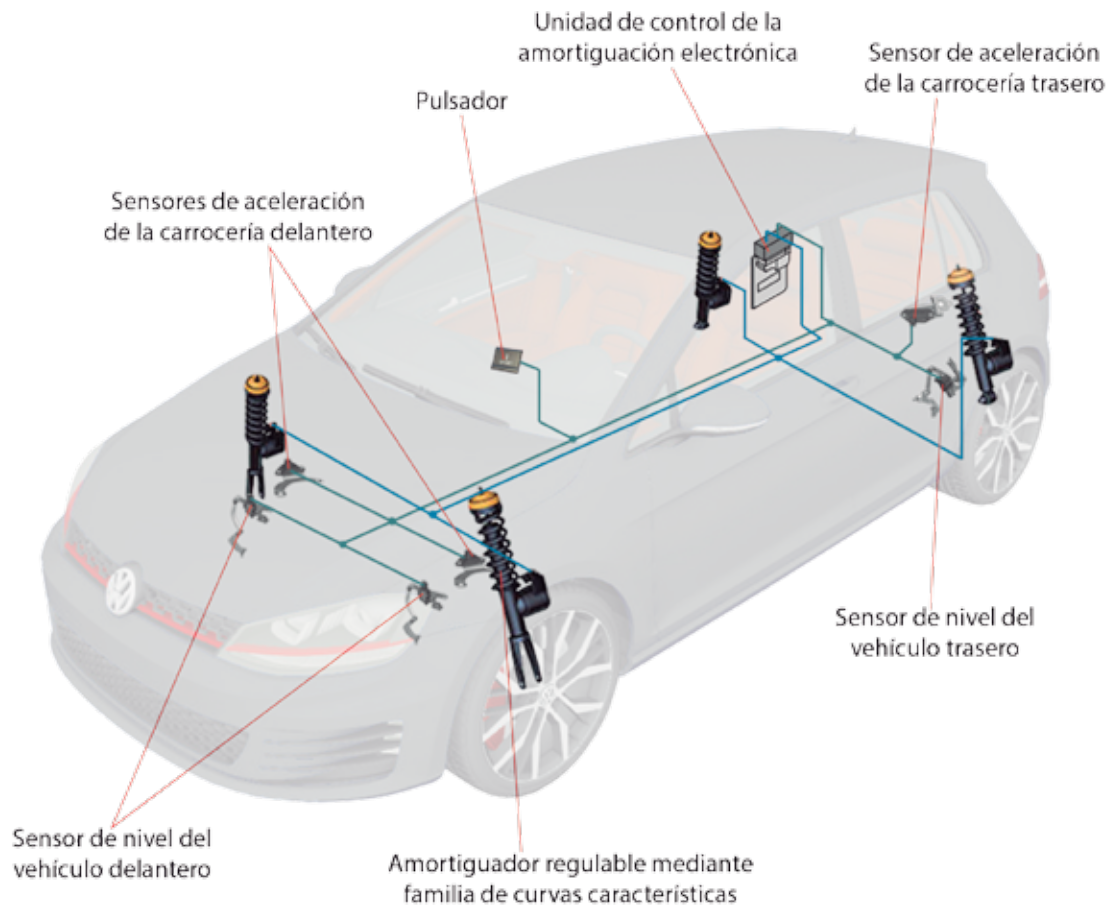 Unidad de control de la
amortiguación electrónica
Sensor de aceleración
de la carrocería trasero
Pulsador
Sensores de aceleración
de la carrocería delantero
Sensor de nivel del
vehículo trasero
Sensor de nivel del
vehículo delantero
Amortiguador regulable mediante
familia de curvas características